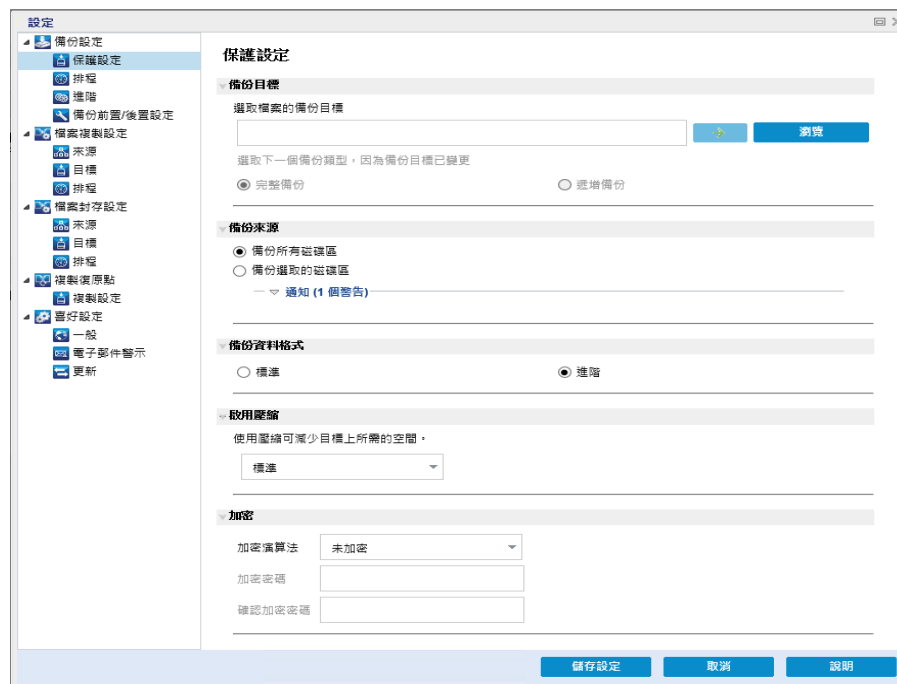 設定
備份設定
保護設定
排程
進階
備份前置/後置設定
檔案複製設定
來源
目標
排程
檔案封存設定
來源
目標
排程
複製復原點
複製設定
喜好設定
一般
電子郵件警示
更新
保護設定
備份目標
選取檔案的備份目標
瀏覽
選取下一個備份類型，因為備份目標已變更
完整備份 遞增備份
備份來源
備份所有磁碟區
備份選取的磁碟區
通知 (1 個警告)
備份資料格式
標準 進階
啟用壓縮
使用壓縮可減少目標上所需的空間。
標準
加密
加密演算法 未加密
加密密碼
確認加密密碼
儲存設定 取消 說明